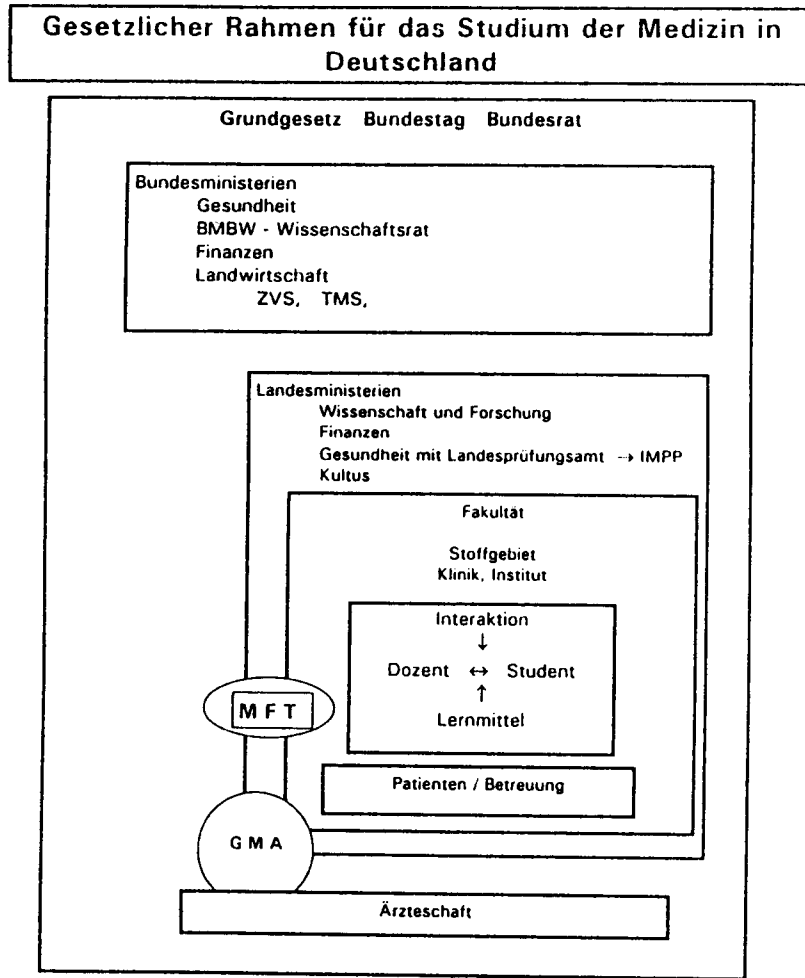 Gesetzlicher Rahmen für das Studium der Medizin in
Deutschland
Grundgesetz Bundestag Bundesrat
Bundesministerien
Gesundheit
BMBW - Wissenschaftsrat
Finanzen
Landwirtschaft
ZVS, TMS,
Landesministerien
Wissenschaft und Forschung
Finanzen
Gesundheit mit Landesprüfungsamt → IMPP
Kultus
Fakultät
Stoffgebiet
Klinik, Institut
Interaktion
↓
Dozent ↔ Student
↑
Lernmittel
MFT
Patienten / Betreuung
GMA
Ärzteschaft